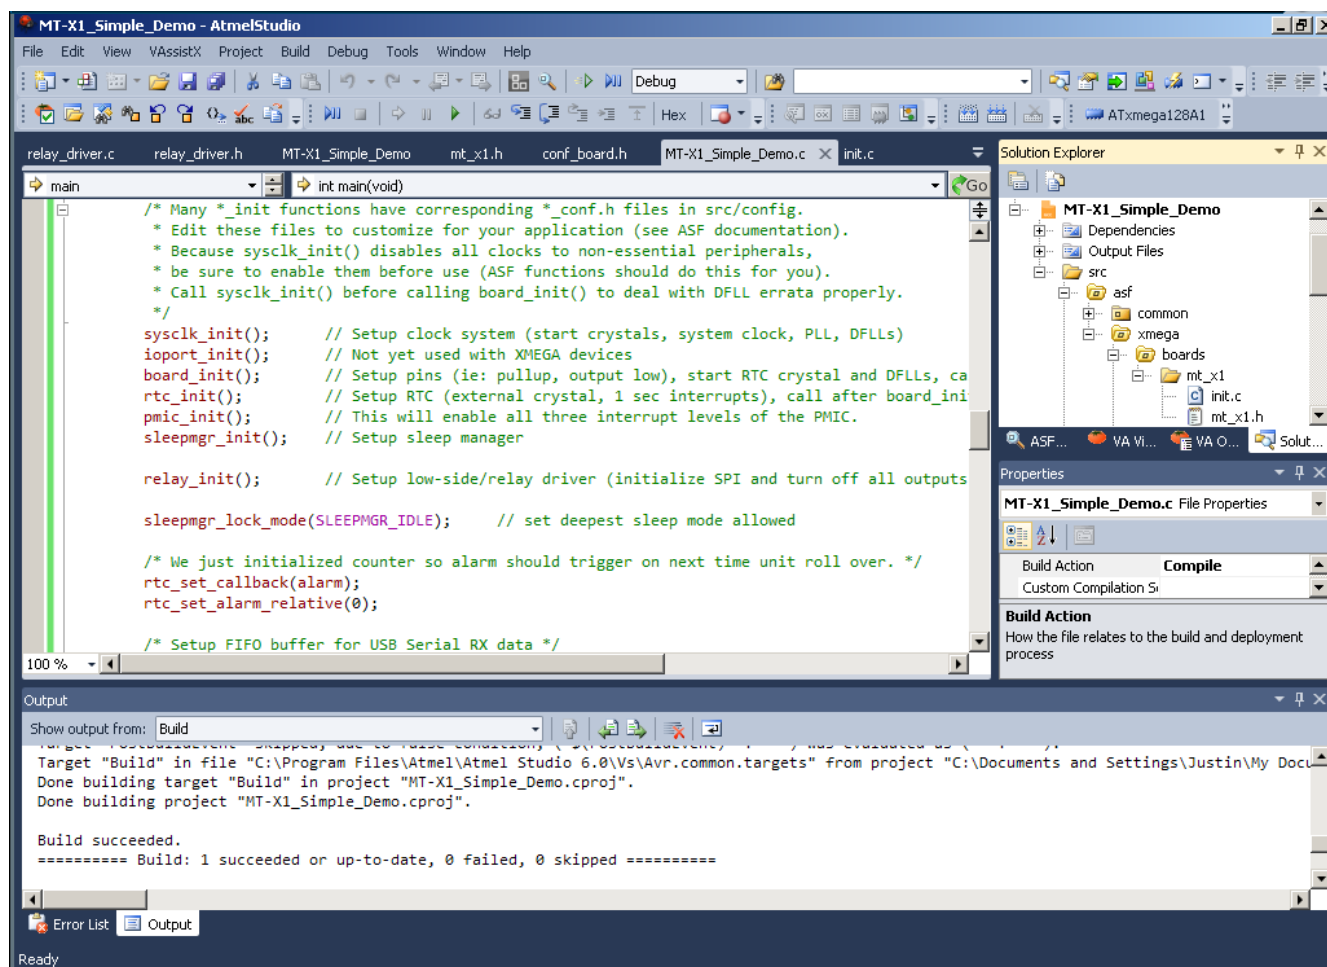 MT-X1_Simple_Demo - AtmelStudio
File Edit View VAssistX Project Build Debug Tools Window Help
Debug
Hex ATxmega128A1
relay_driver.c relay_driver.h MT-X1_Simple_Demo mt_x1.h conf_board.h MT-X1_Simple_Demo.c init.c
main int main(void) Go
/* Many *_init functions have corresponding *_conf.h files in src/config.
* Edit these files to customize for your application (see ASF documentation).
* Because sysclk_init() disables all clocks to non-essential peripherals,
* be sure to enable them before use (ASF functions should do this for you).
* Call sysclk_init() before calling board_init() to deal with DFLL errata properly.
*/
sysclk_init(); // Setup clock system (start crystals, system clock, PLL, DFLLs)
ioport_init(); // Not yet used with XMEGA devices
board_init(); // Setup pins (ie: pullup, output low), start RTC crystal and DFLLs, ca
rtc_init(); // Setup RTC (external crystal, 1 sec interrupts), call after board_ini
pmic_init(); // This will enable all three interrupt levels of the PMIC.
sleepmgr_init(); // Setup sleep manager
relay_init(); // Setup low-side/relay driver (initialize SPI and turn off all outputs
sleepmgr_lock_mode(SLEEPMGR_IDLE); // set deepest sleep mode allowed
/* We just initialized counter so alarm should trigger on next time unit roll over. */
rtc_set_callback(alarm);
rtc_set_alarm_relative(0);
/* Setup FIFO buffer for USB Serial RX data */
100 %
Solution Explorer
MT-X1_Simple_Demo
Dependencies
Output Files
src
asf
common
xmega
boards
mt_x1
init.c
mt_x1.h
ASF... VA Vi... VA O... Solut...
Properties
MT-X1_Simple_Demo.c File Properties
Build Action Compile
Custom Compilation S
Build Action
How the file relates to the build and deployment
process
Output
Show output from: Build
Target "Build" in file "C:\Program Files\Atmel\Atmel Studio 6.0\Vs\Avr.common.targets" from project "C:\Documents and Settings\Justin\My Docu
Done building target "Build" in project "MT-X1_Simple_Demo.cproj".
Done building project "MT-X1_Simple_Demo.cproj".
Build succeeded.
========== Build: 1 succeeded or up-to-date, 0 failed, 0 skipped ==========
Error List Output
Ready